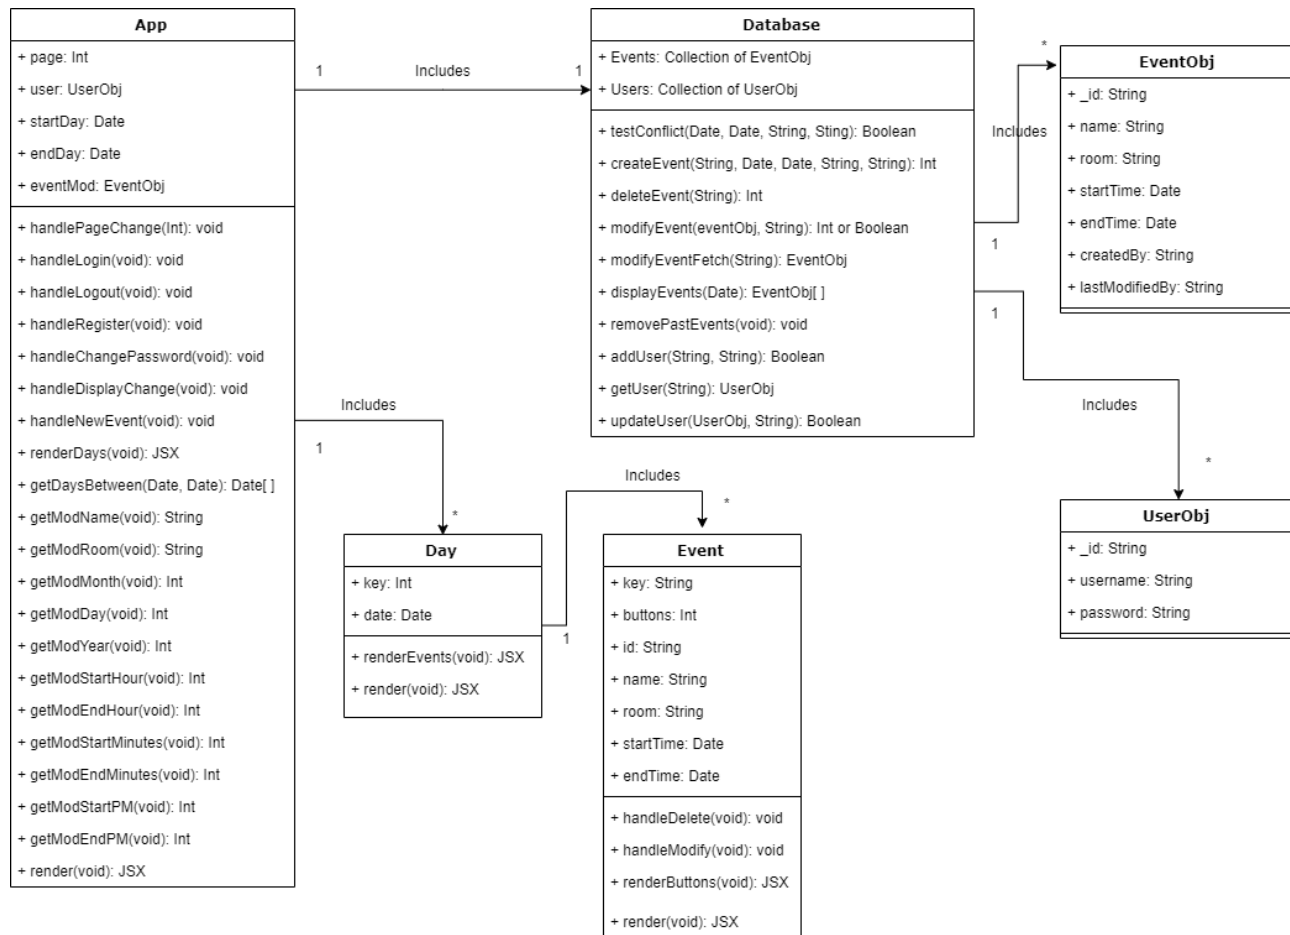 App
+ page: Int
+ user: UserObj
+ startDay: Date
+ endDay: Date
+ eventMod: EventObj
+ handlePageChange(Int): void
+ handleLogin(void): void
+ handleLogout(void): void
+ handleRegister(void): void
+ handleChangePassword(void): void
+ handleDisplayChange(void): void
+ handleNewEvent(void): void
+ renderDays(void): JSX
+ getDaysBetween(Date, Date): Date[ ]
+ getModName(void): String
+ getModRoom(void): String
+ getModMonth(void): Int
+ getModDay(void): Int
+ getModYear(void): Int
+ getModStartHour(void): Int
+ getModEndHour(void): Int
+ getModStartMinutes(void): Int
+ getModEndMinutes(void): Int
+ getModStartPM(void): Int
+ getModEndPM(void): Int
+ render(void): JSX
1
Includes
1
Database
+ Events: Collection of EventObj
+ Users: Collection of UserObj
+ testConflict(Date, Date, String, Sting): Boolean
+ createEvent(String, Date, Date, String, String): Int
+ deleteEvent(String): Int
+ modifyEvent(eventObj, String): Int or Boolean
+ modifyEventFetch(String): EventObj
+ displayEvents(Date): EventObj[ ]
+ removePastEvents(void): void
+ addUser(String, String): Boolean
+ getUser(String): UserObj
+ updateUser(UserObj, String): Boolean
*
Includes
1
EventObj
+ _id: String
+ name: String
+ room: String
+ startTime: Date
+ endTime: Date
+ createdBy: String
+ lastModifiedBy: String
1
Includes
*
UserObj
+ _id: String
+ username: String
+ password: String
Includes
1
*
Day
+ key: Int
+ date: Date
+ renderEvents(void): JSX
+ render(void): JSX
Includes
*
1
Event
+ key: String
+ buttons: Int
+ id: String
+ name: String
+ room: String
+ startTime: Date
+ endTime: Date
+ handleDelete(void): void
+ handleModify(void): void
+ renderButtons(void): JSX
+ render(void): JSX